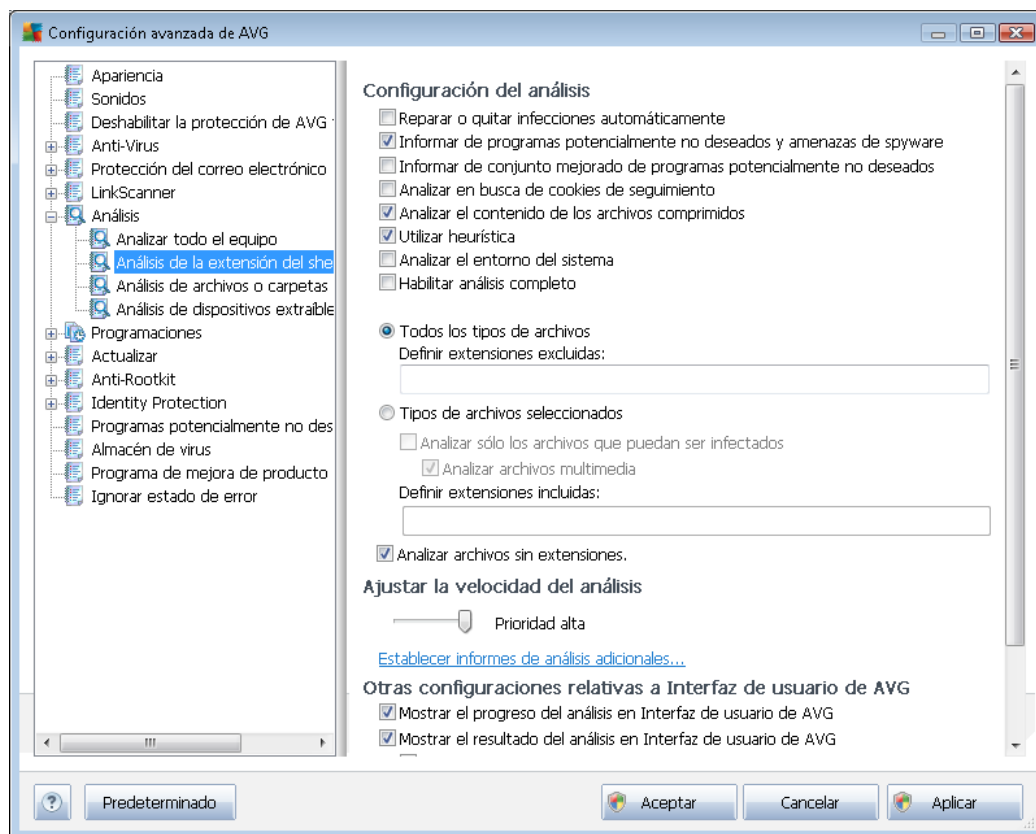 Configuración avanzada de AVG
Apariencia
Sonidos
Deshabilitar la protección de AVG
Anti-Virus
Protección del correo electrónico
LinkScanner
Análisis
Analizar todo el equipo
Análisis de la extensión del she
Análisis de archivos o carpetas
Análisis de dispositivos extraíble
Programaciones
Actualizar
Anti-Rootkit
Identity Protection
Programas potencialmente no des
Almacén de virus
Programa de mejora de producto
Ignorar estado de error
Configuración del análisis
Reparar o quitar infecciones automáticamente
Informar de programas potencialmente no deseados y amenazas de spyware
Informar de conjunto mejorado de programas potencialmente no deseados
Analizar en busca de cookies de seguimiento
Analizar el contenido de los archivos comprimidos
Utilizar heurística
Analizar el entorno del sistema
Habilitar análisis completo
Todos los tipos de archivos
Definir extensiones excluidas:
Tipos de archivos seleccionados
Analizar sólo los archivos que puedan ser infectados
Analizar archivos multimedia
Definir extensiones incluidas:
Analizar archivos sin extensiones.
Ajustar la velocidad del análisis
Prioridad alta
Establecer informes de análisis adicionales...
Otras configuraciones relativas a Interfaz de usuario de AVG
Mostrar el progreso del análisis en Interfaz de usuario de AVG
Mostrar el resultado del análisis en Interfaz de usuario de AVG
?
Predeterminado
Aceptar
Cancelar
Aplicar